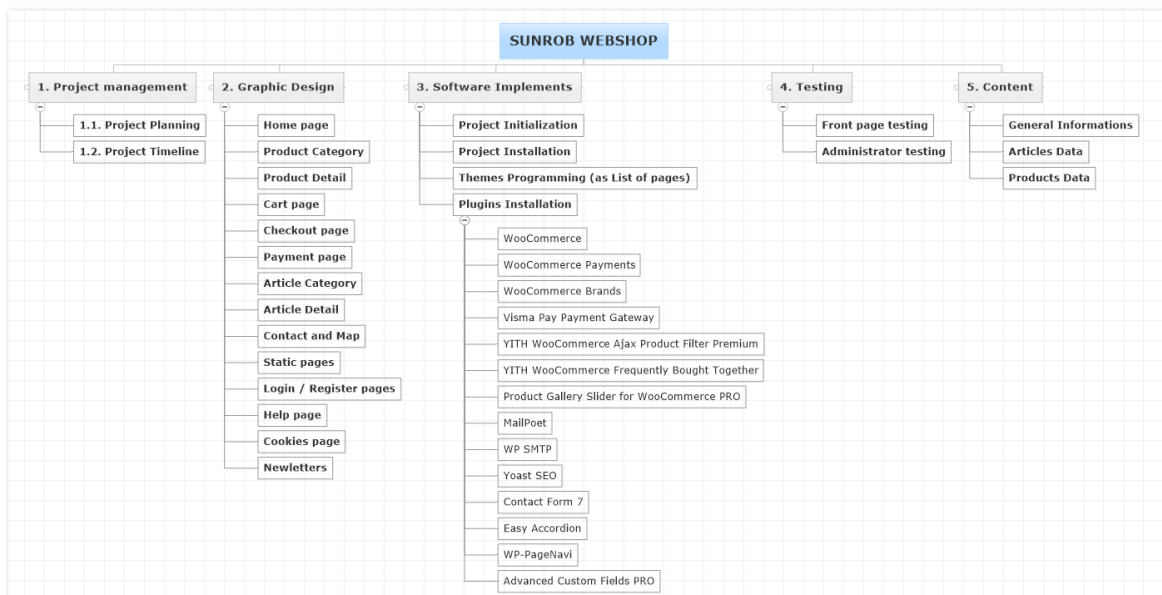 SUNROB WEBSHOP
1. Project management
1.1. Project Planning
1.2. Project Timeline
2. Graphic Design
Home page
Product Category
Product Detail
Cart page
Checkout page
Payment page
Article Category
Article Detail
Contact and Map
Static pages
Login / Register pages
Help page
Cookies page
Newletters
3. Software Implements
Project Initialization
Project Installation
Themes Programming (as List of pages)
Plugins Installation
WooCommerce
WooCommerce Payments
WooCommerce Brands
Visma Pay Payment Gateway
YITH WooCommerce Ajax Product Filter Premium
YITH WooCommerce Frequently Bought Together
Product Gallery Slider for WooCommerce PRO
MailPoet
WP SMTP
Yoast SEO
Contact Form 7
Easy Accordion
WP-PageNavi
Advanced Custom Fields PRO
4. Testing
Front page testing
Administrator testing
5. Content
General Informations
Articles Data
Products Data